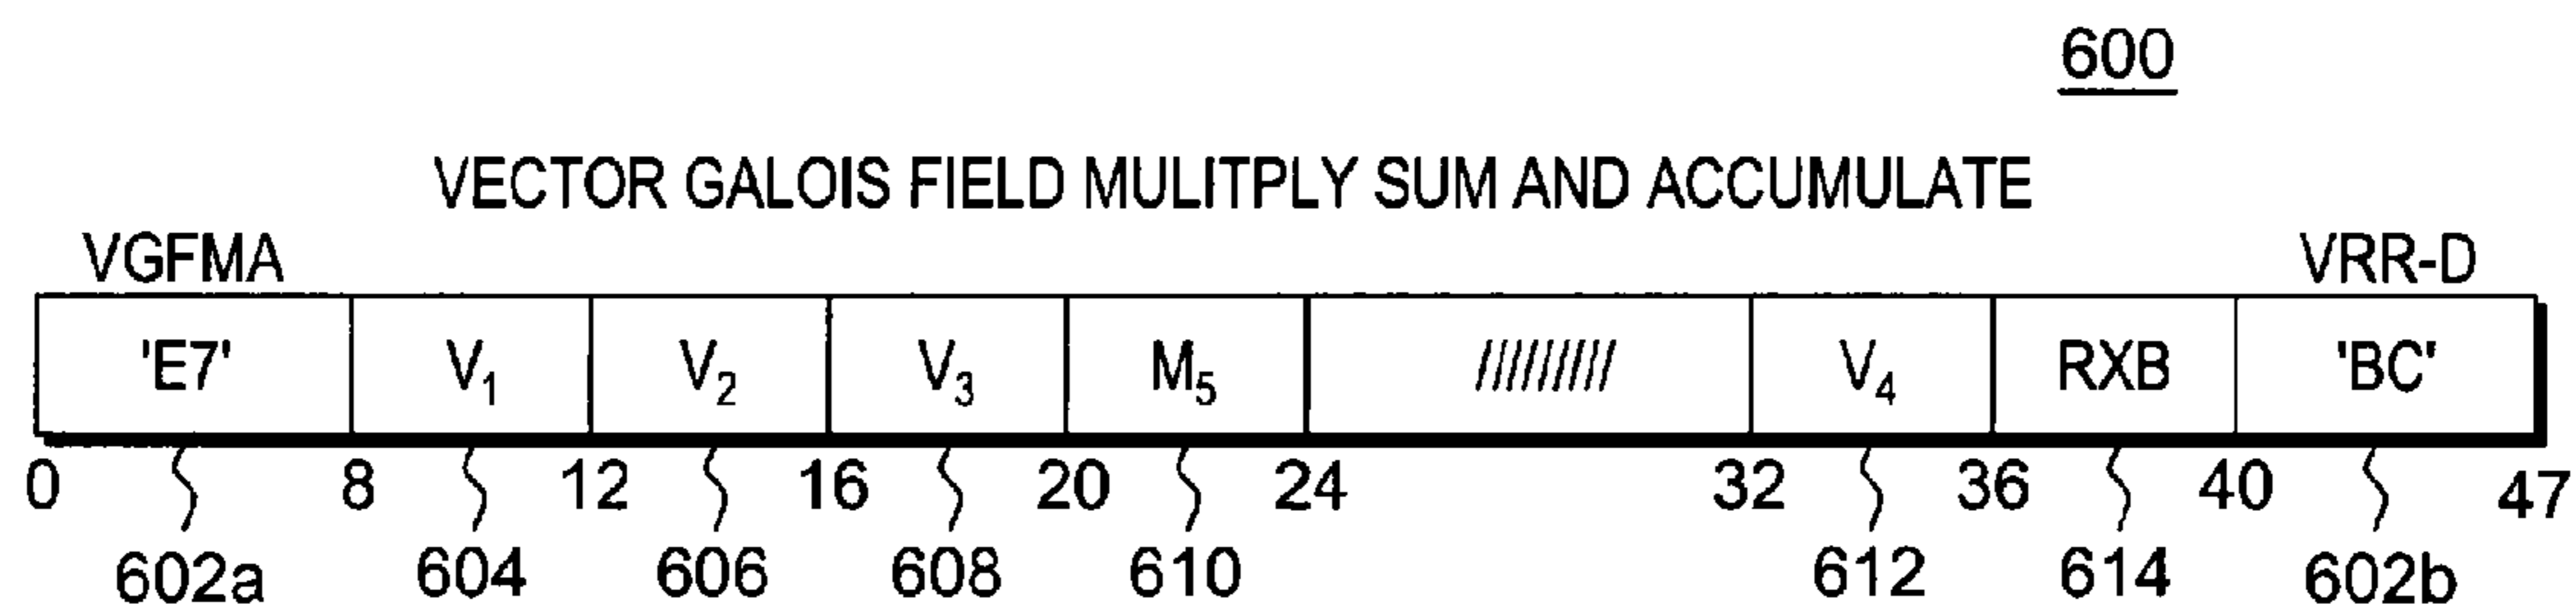 600
VECTOR GALOIS FIELD MULITPLY SUM AND ACCUMULATE
VGFMA VRR-D
'E7' V₁ V₂ V₃ M₅ ///////// V₄ RXB 'BC'
0 8 12 16 20 24 32 36 40 47
602a 604 606 608 610 612 614 602b